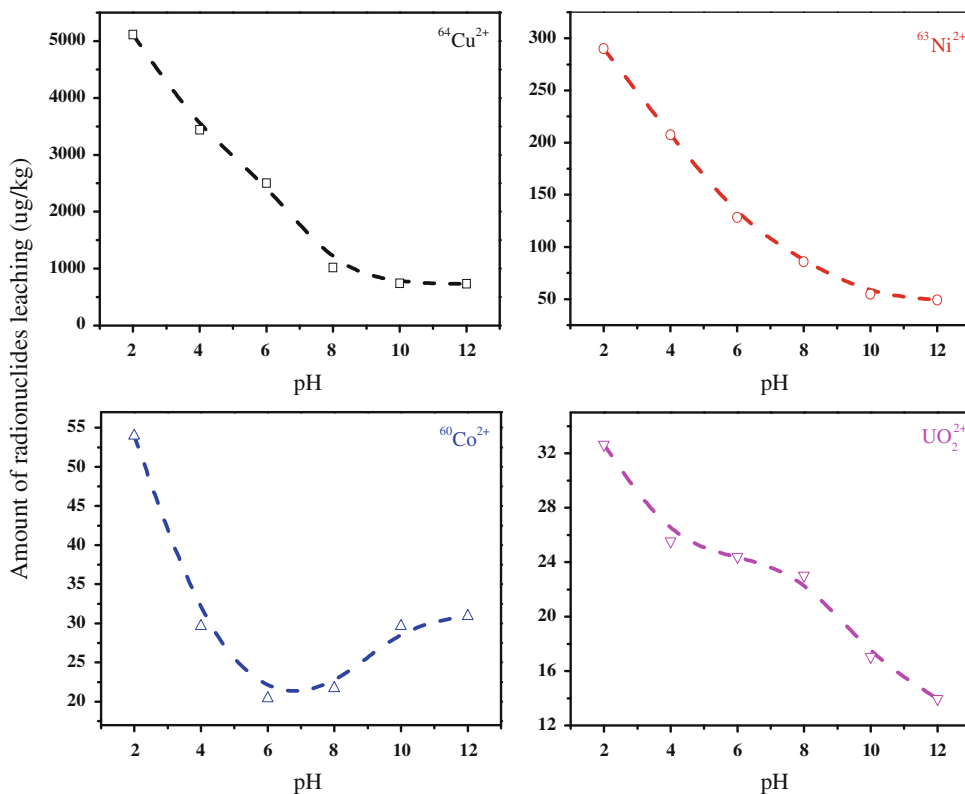 Amount of radionuclides leaching (ug/kg)
5000
4000
3000
2000
1000
0
⁶⁴Cu²⁺
2 4 6 8 10 12
pH
300
250
200
150
100
50
⁶³Ni²⁺
2 4 6 8 10 12
pH
55
50
45
40
35
30
25
20
⁶⁰Co²⁺
2 4 6 8 10 12
pH
32
28
24
20
16
12
UO₂²⁺
2 4 6 8 10 12
pH